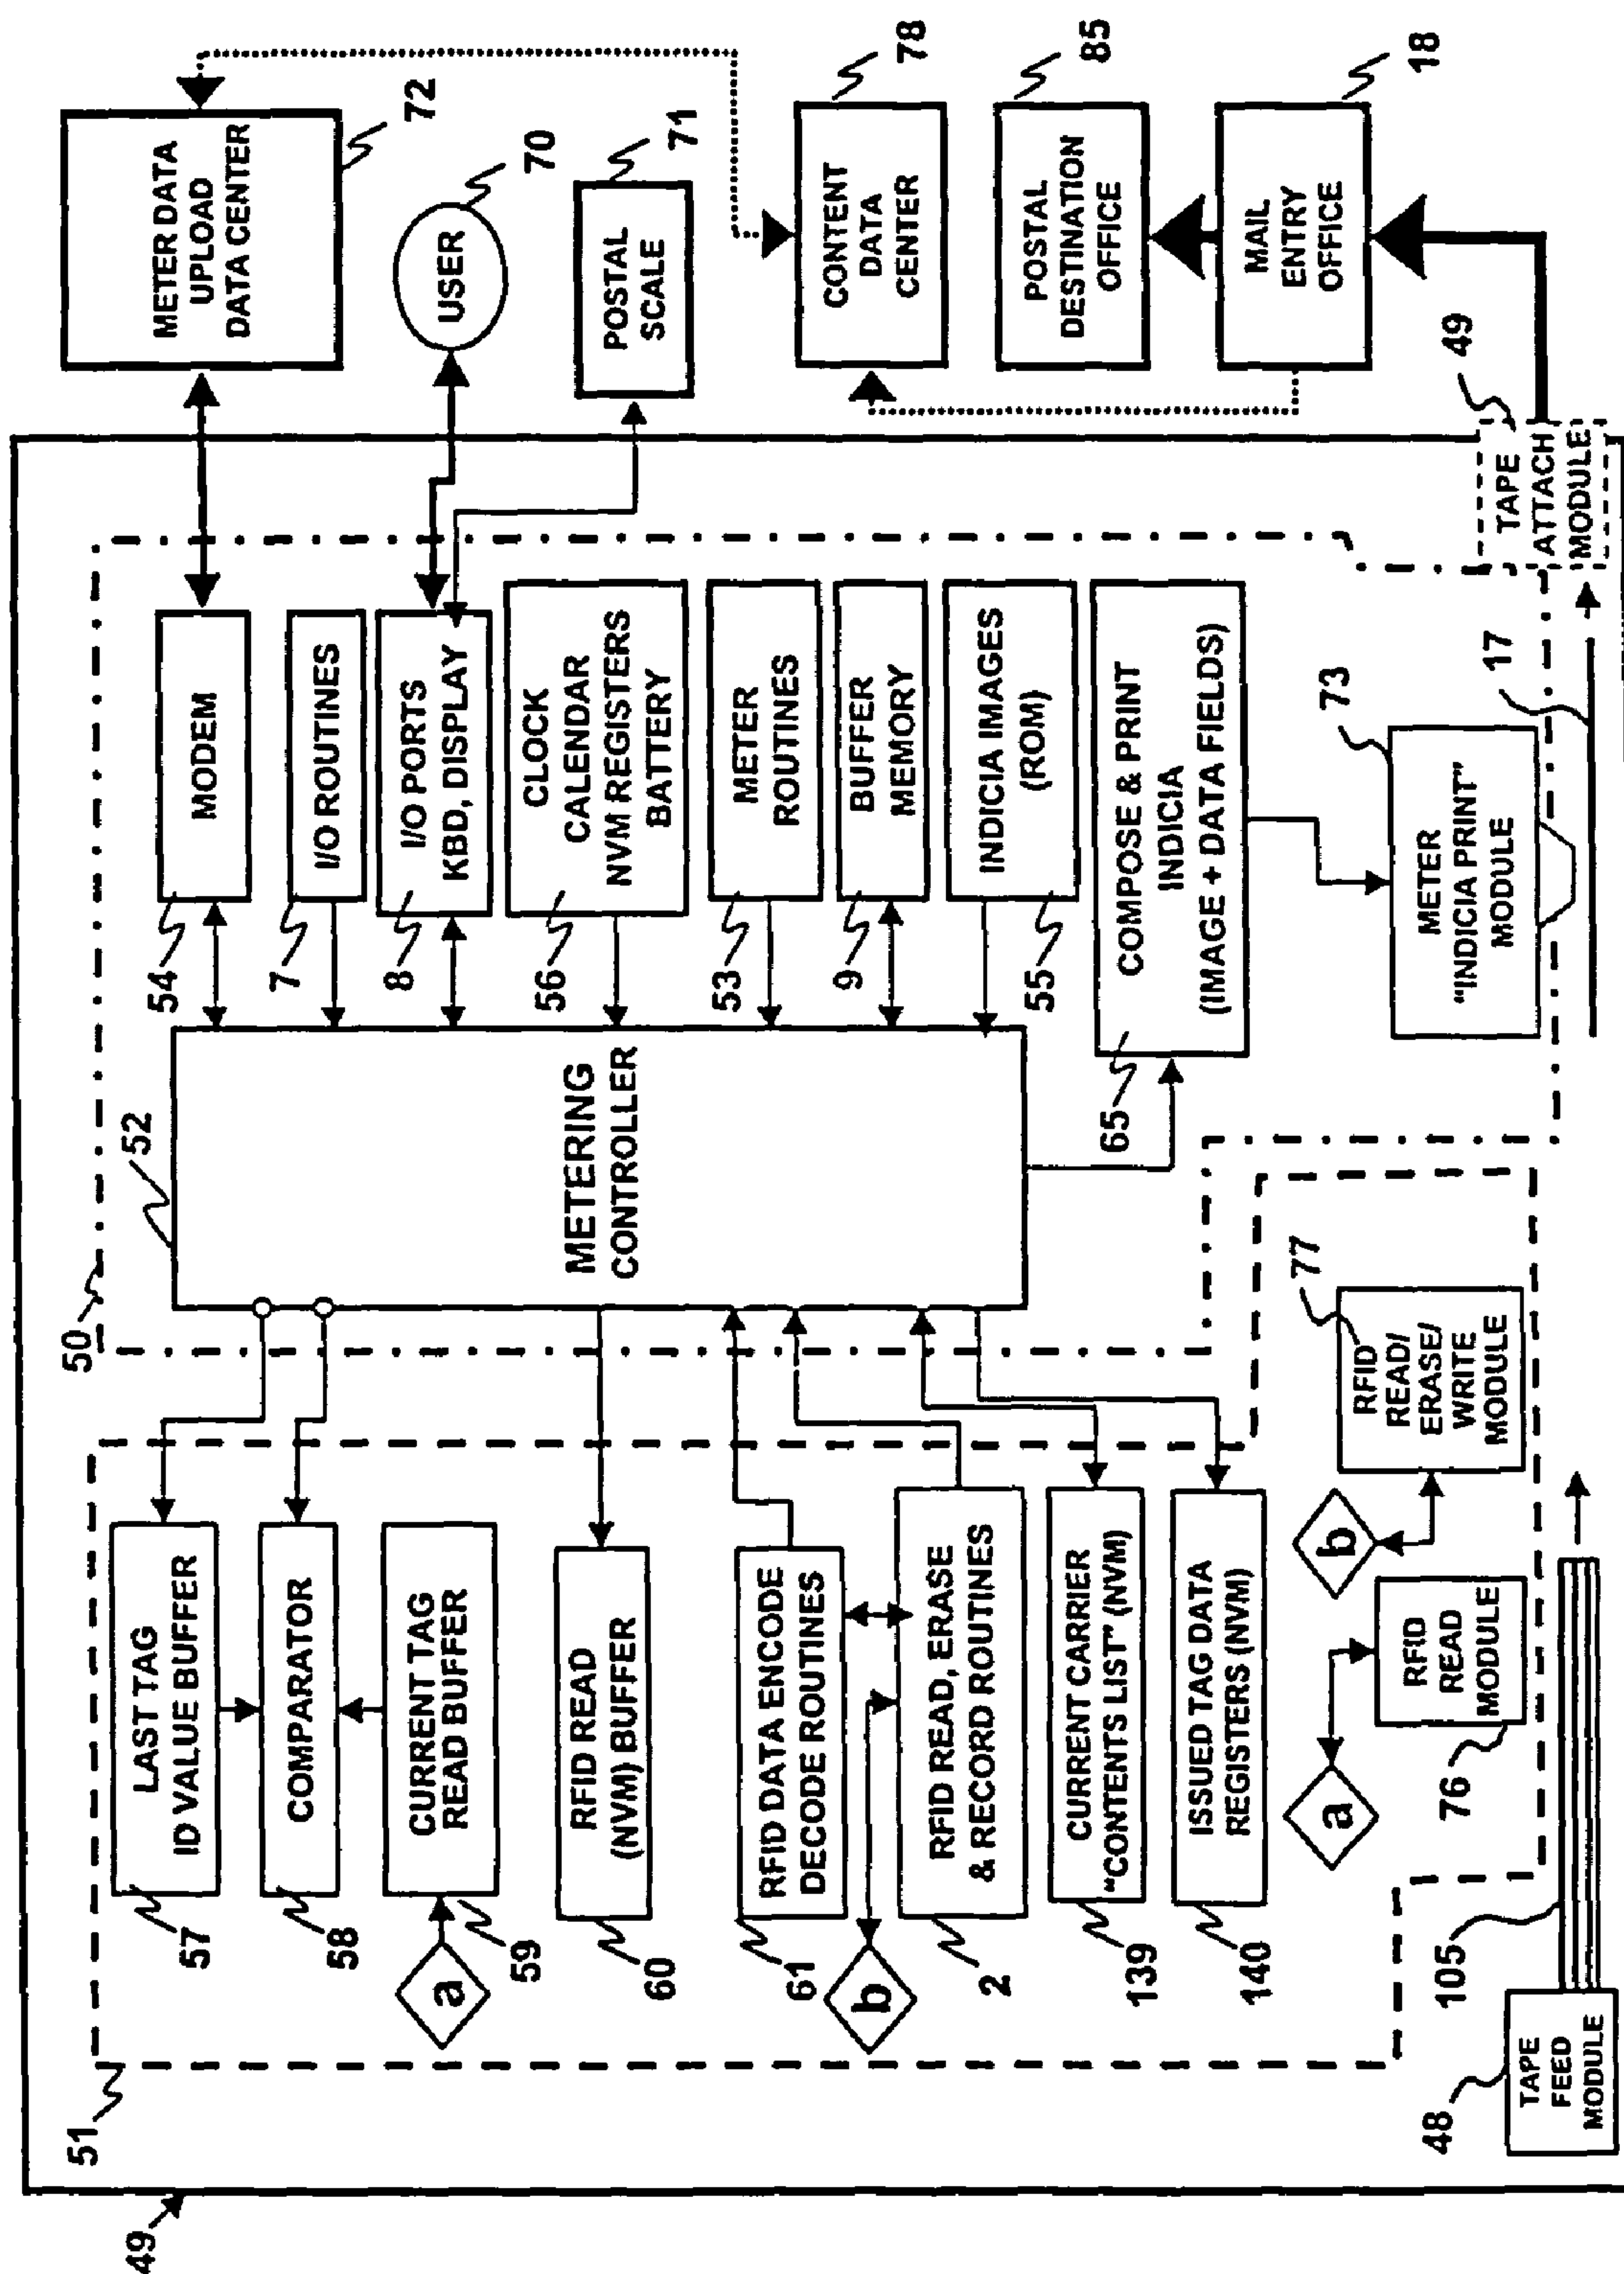 49
51
50
52
LAST TAG
ID VALUE BUFFER
57
COMPARATOR
58
CURRENT TAG
READ BUFFER
59
a
RFID READ
(NVM) BUFFER
60
RFID DATA ENCODE
DECODE ROUTINES
61
b
RFID READ, ERASE
& RECORD ROUTINES
2
CURRENT CARRIER
"CONTENTS LIST" (NVM)
139
ISSUED TAG DATA
REGISTERS (NVM)
140
METERING
CONTROLLER
MODEM
54
I/O ROUTINES
7
I/O PORTS
KBD, DISPLAY
8
CLOCK
CALENDAR
NVM REGISTERS
BATTERY
56
METER
ROUTINES
53
BUFFER
MEMORY
9
INDICIA IMAGES
(ROM)
55
COMPOSE & PRINT
INDICIA
(IMAGE + DATA FIELDS)
65
METER DATA
UPLOAD
DATA CENTER
72
USER
70
POSTAL
SCALE
71
CONTENT
DATA
CENTER
78
POSTAL
DESTINATION
OFFICE
85
MAIL
ENTRY
OFFICE
18
TAPE
FEED
MODULE
48
105
a
RFID
READ
MODULE
76
b
RFID
READ/
ERASE/
WRITE
MODULE
77
METER
"INDICIA PRINT"
MODULE
73
17
TAPE
ATTACH
MODULE
49